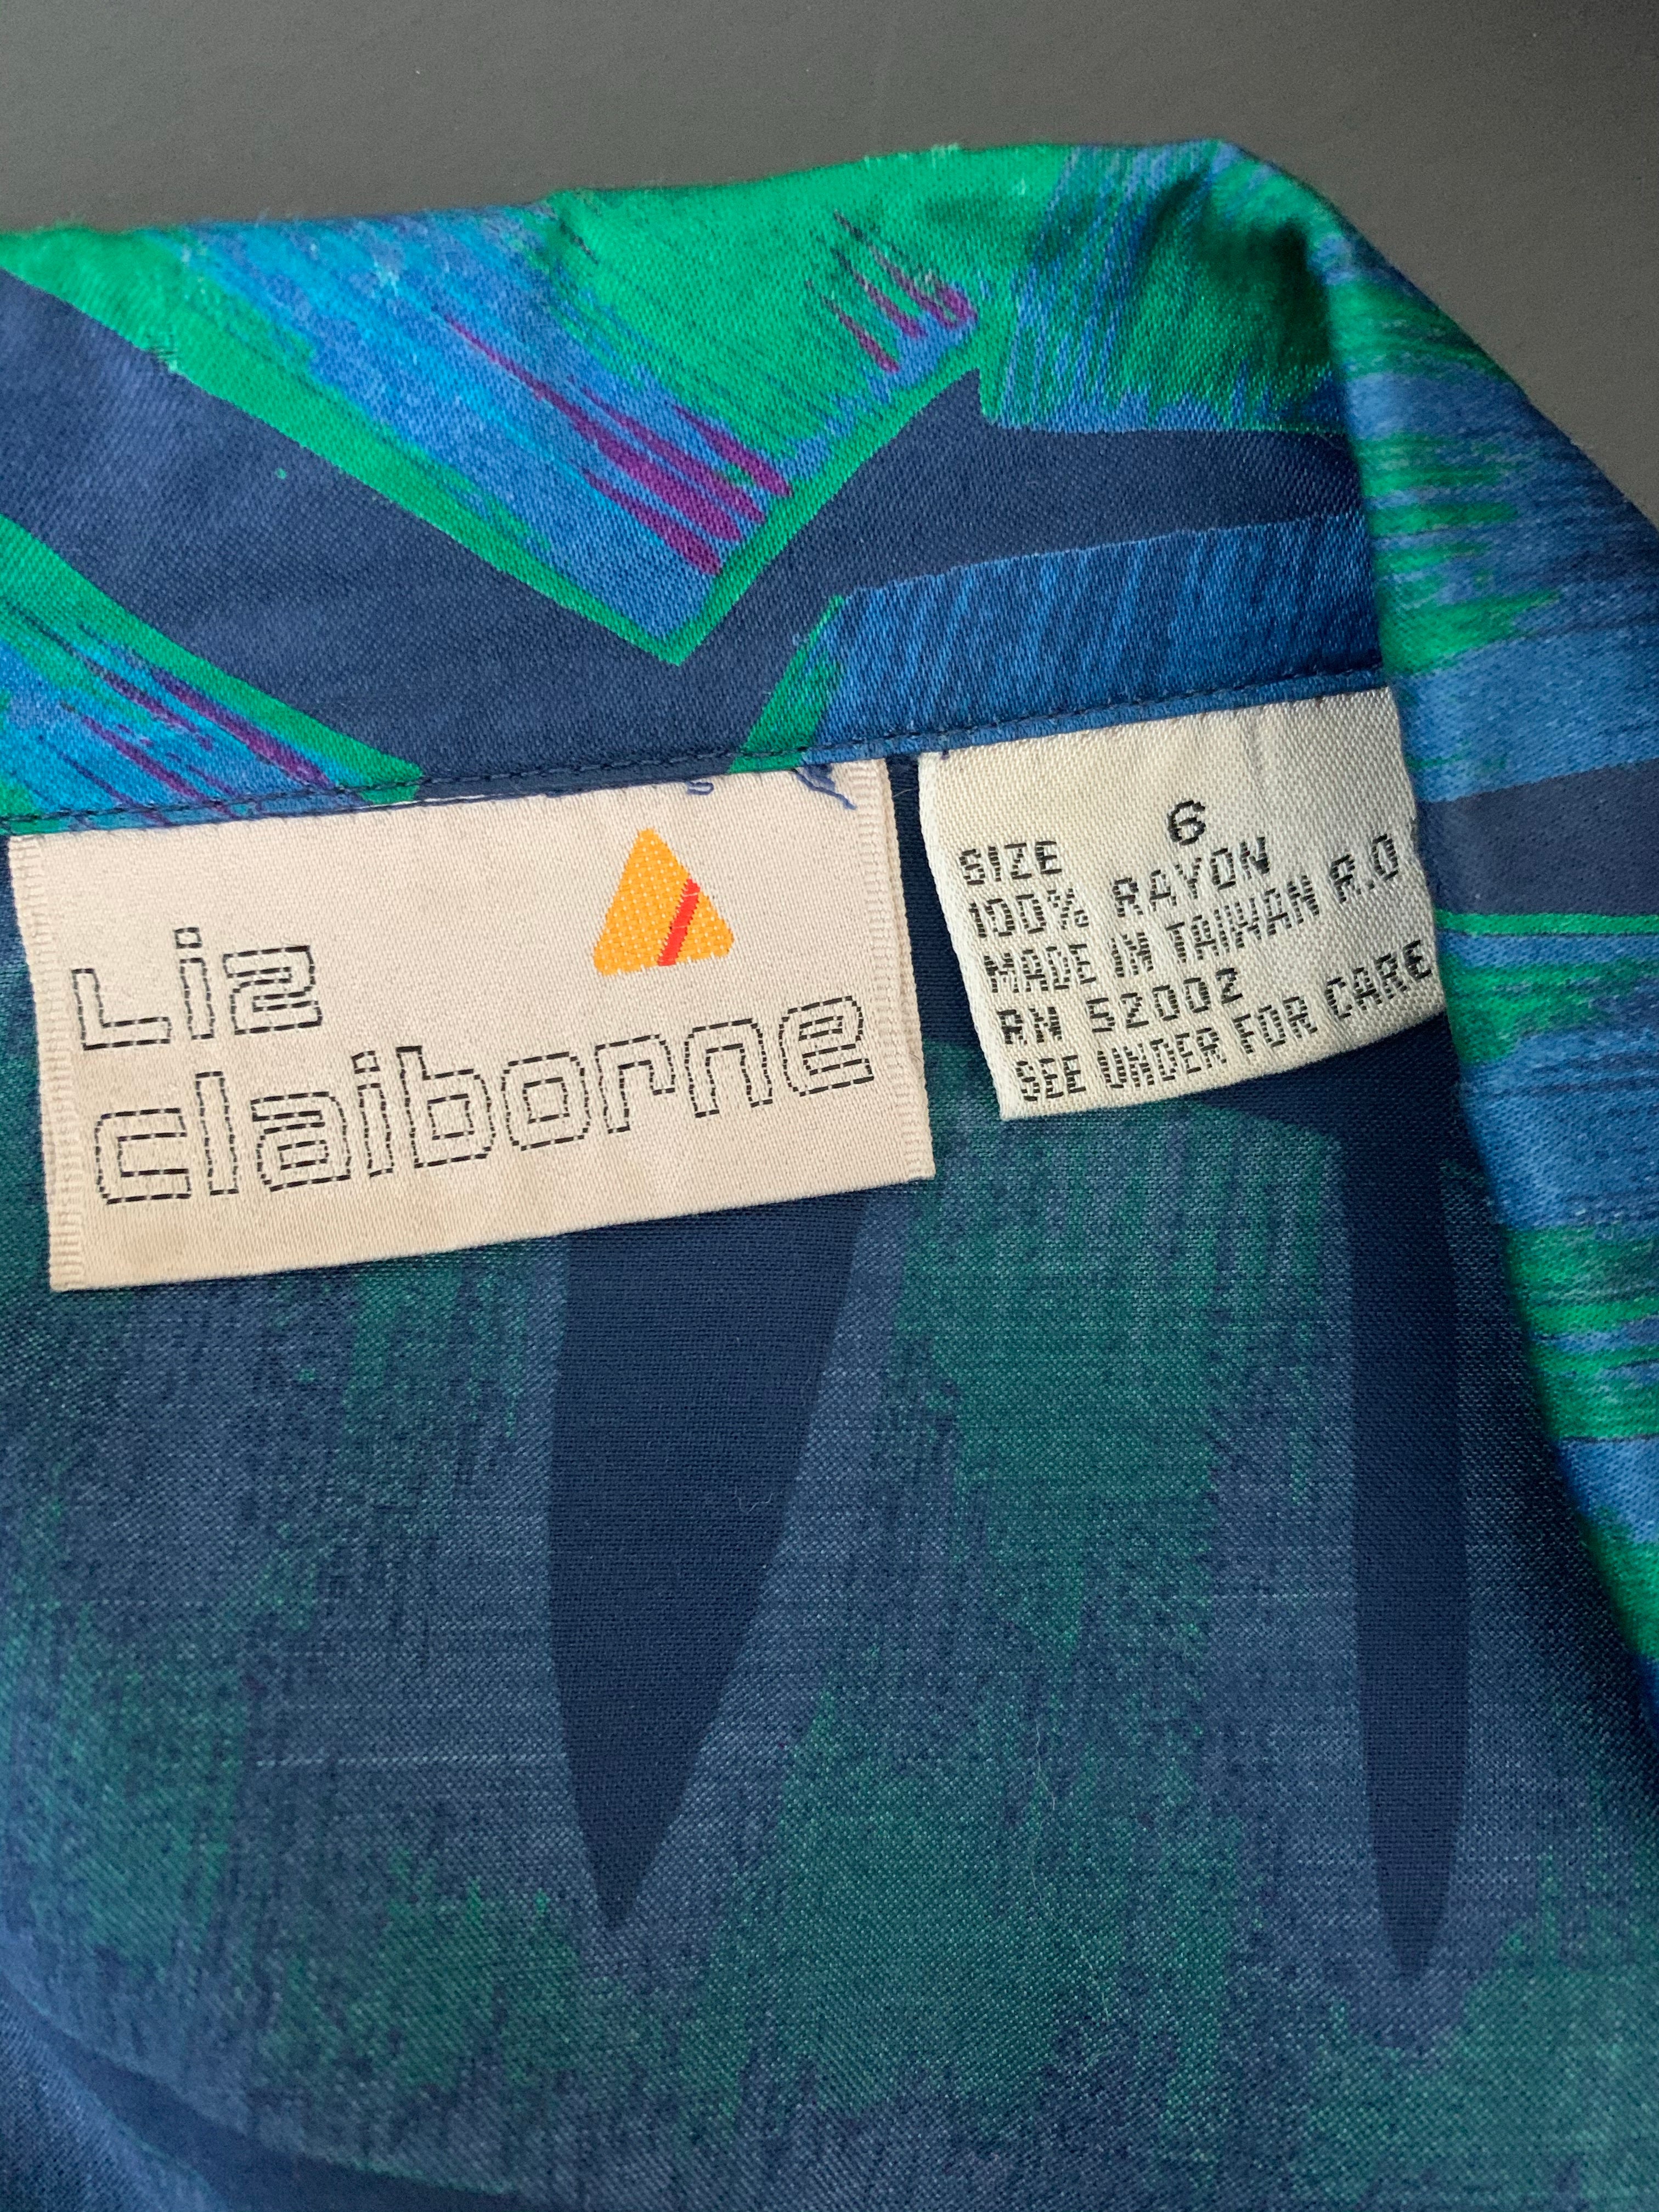 Liz
claiborne
SIZE 6
100% RAYON
MADE IN TAIWAN R.O
RN 52002
SEE UNDER FOR CARE